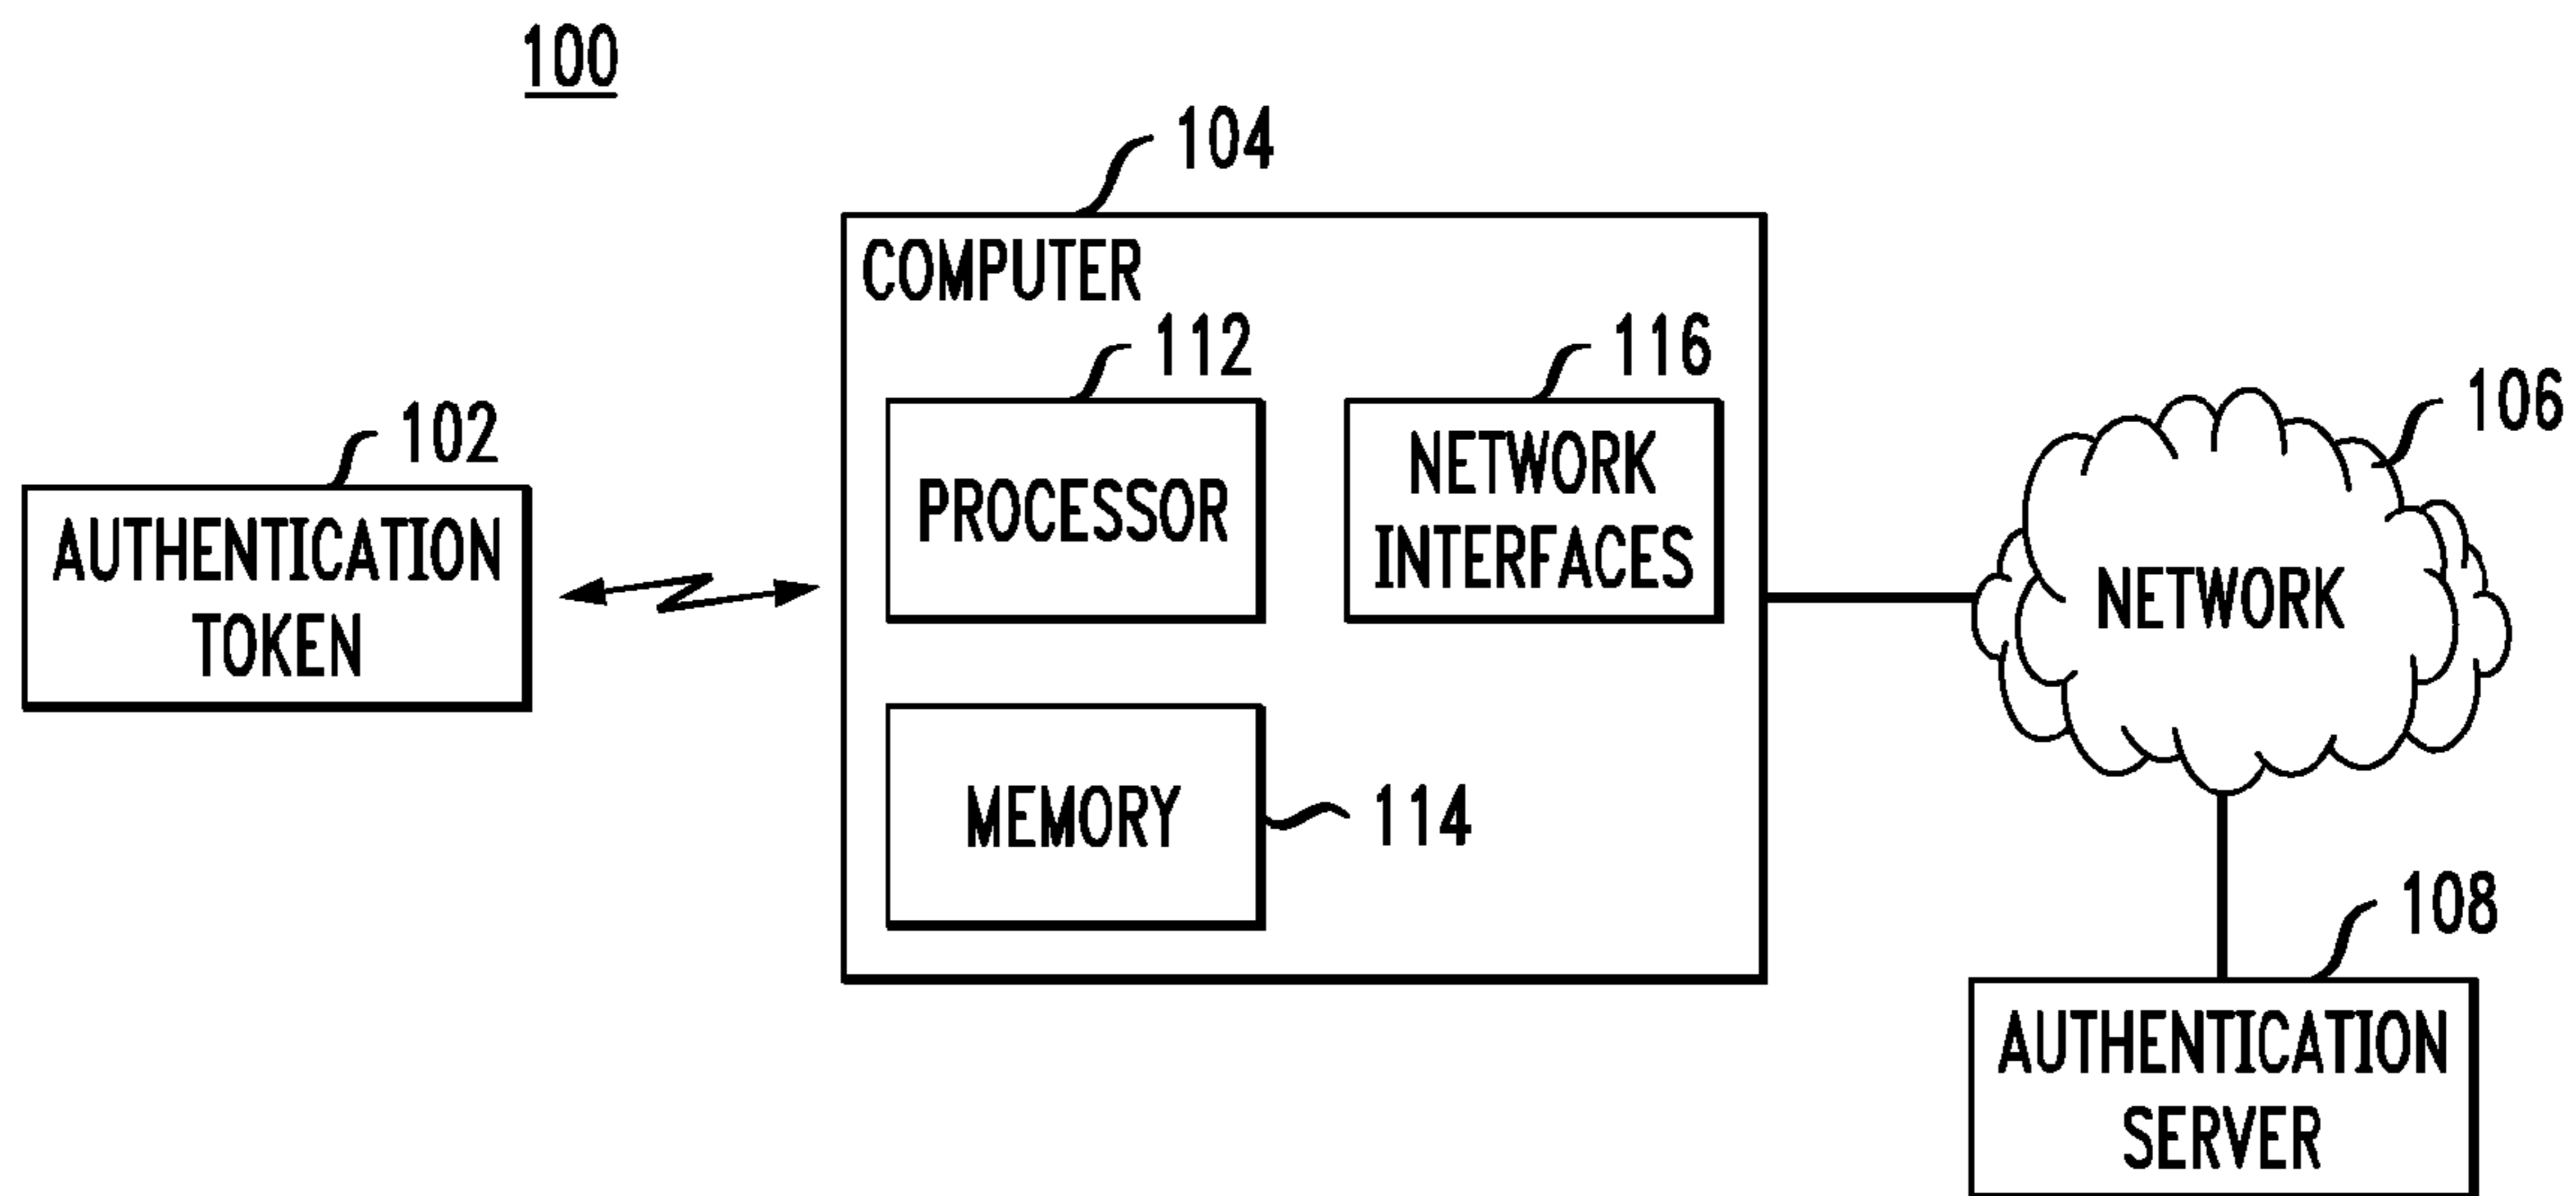 100
104
COMPUTER
112
116
106
102
PROCESSOR
NETWORK
INTERFACES
AUTHENTICATION
TOKEN
NETWORK
MEMORY
114
108
AUTHENTICATION
SERVER